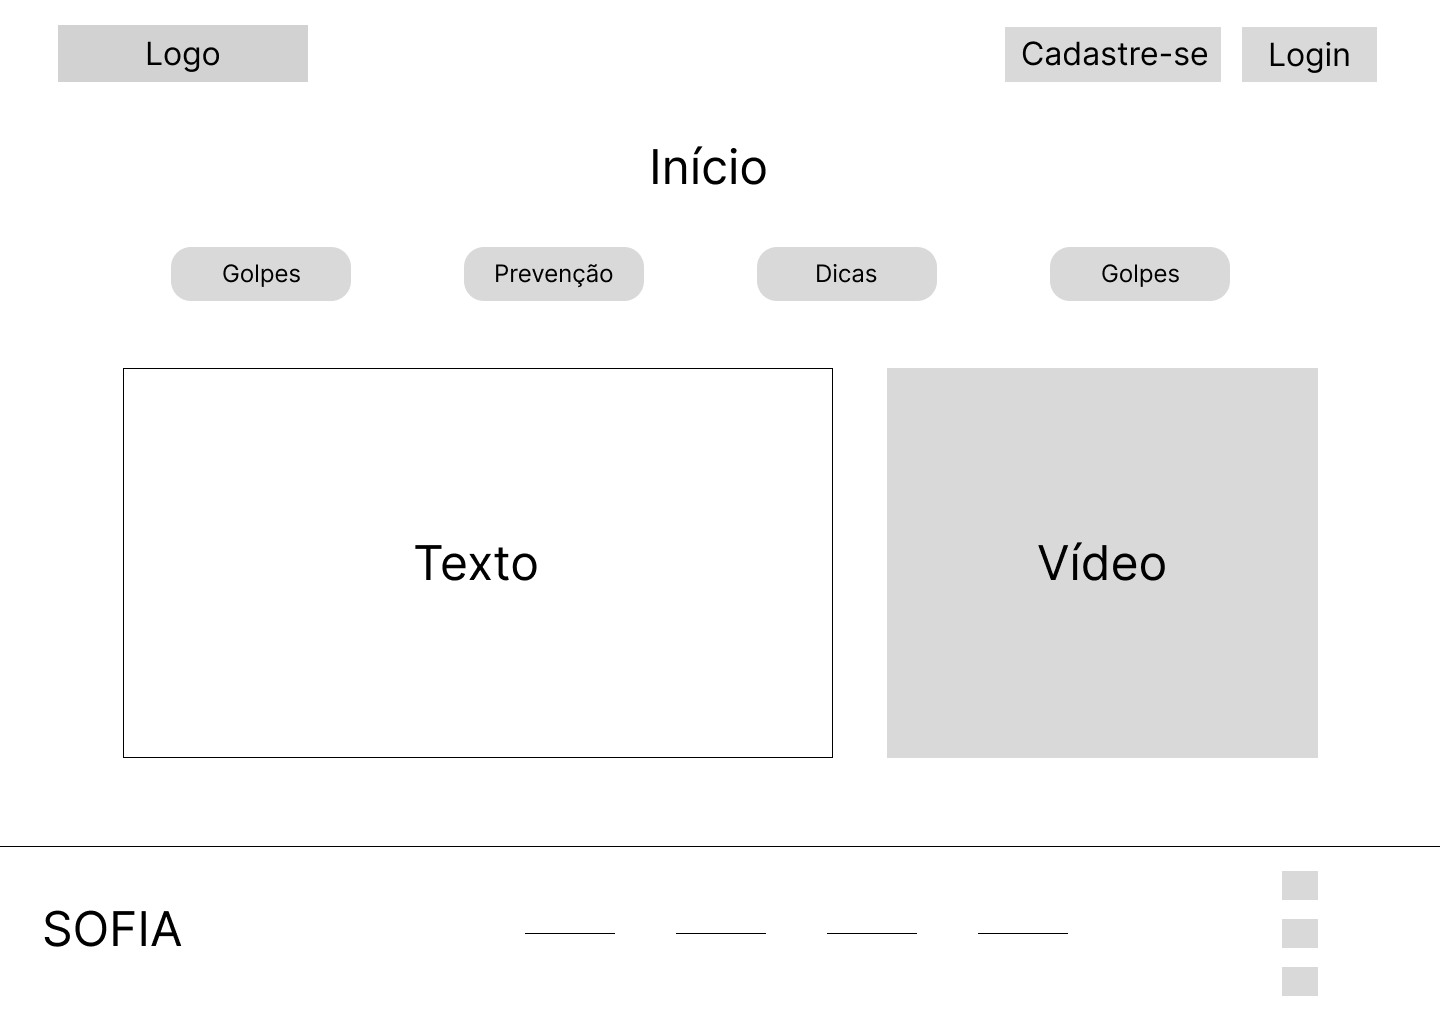 Logo
Cadastre-se
Login
Início
Golpes
Prevenção
Dicas
Golpes
Texto
Vídeo
SOFIA